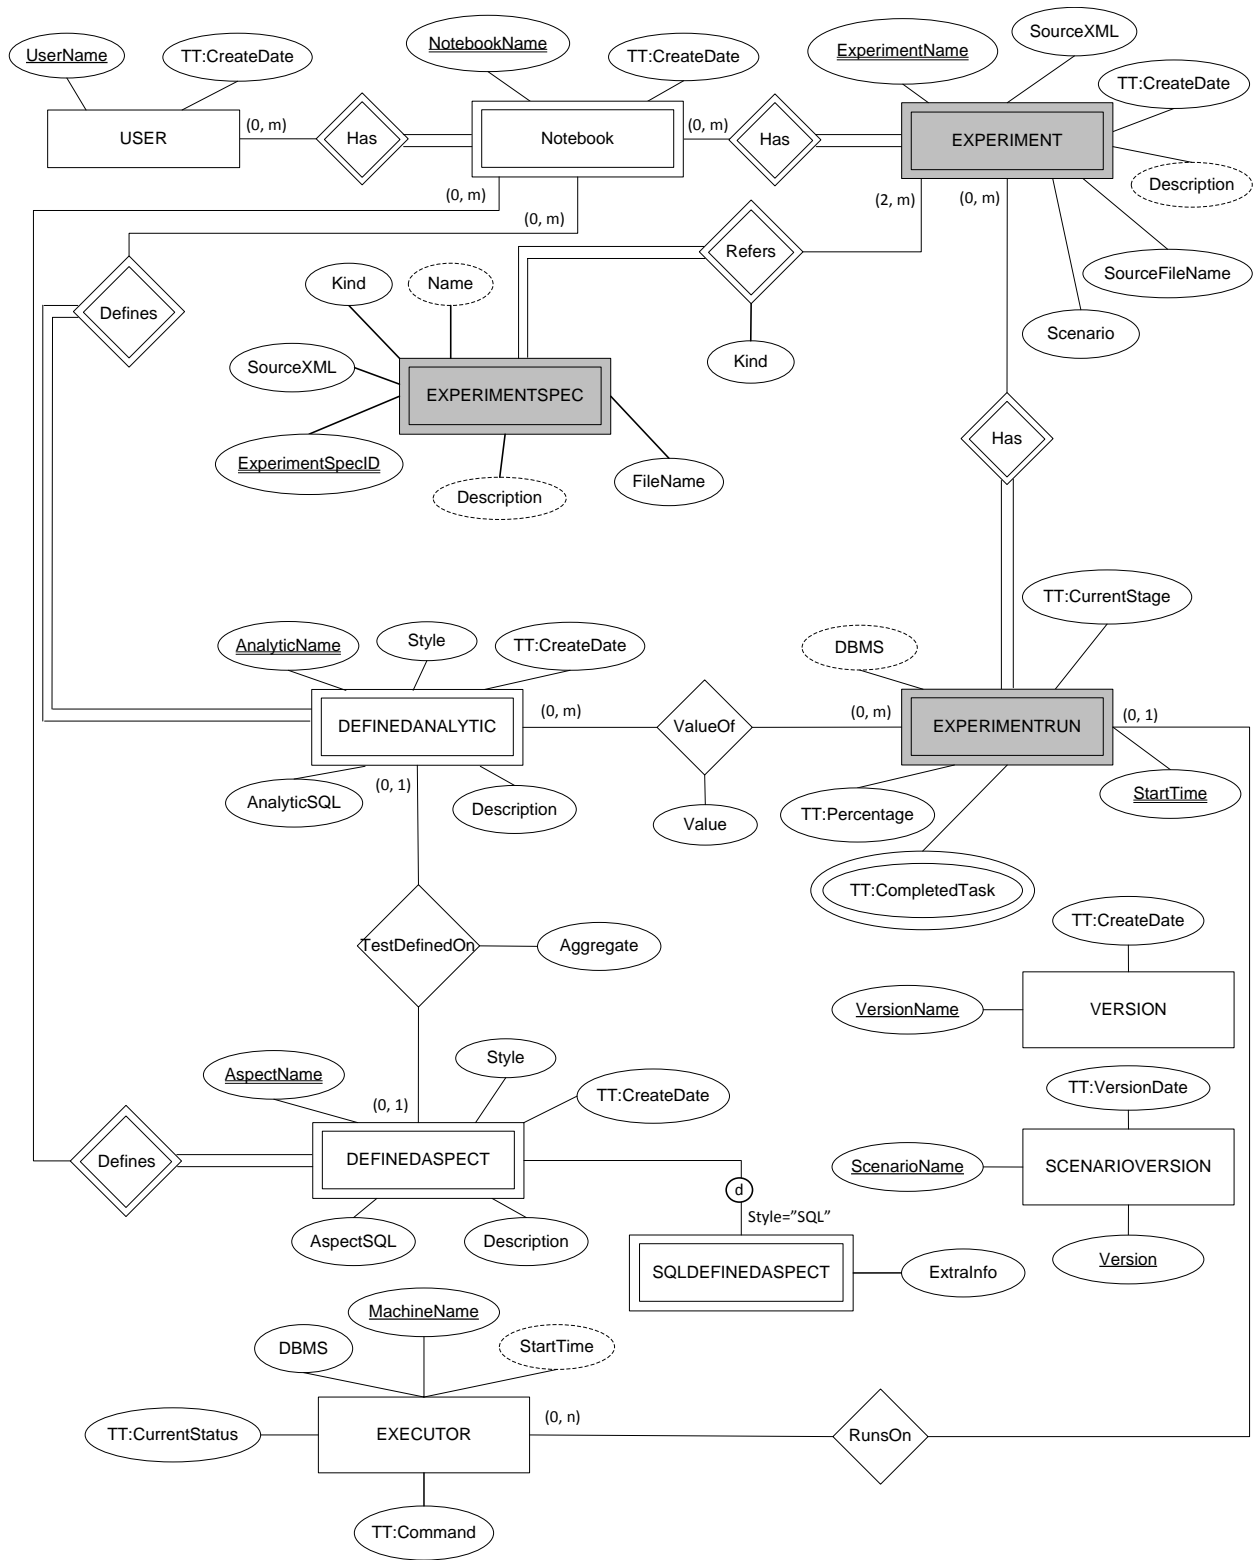 NotebookName
SourceXML
UserName
TT:CreateDate
TT:CreateDate
ExperimentName
TT:CreateDate
USER
(0, m)
Has
Notebook
(0, m)
Has
EXPERIMENT
Description
(0, m)
(0, m)
(2, m)
(0, m)
Refers
SourceFileName
Defines
Kind
Name
Scenario
Kind
SourceXML
EXPERIMENTSPEC
Has
ExperimentSpecID
Description
FileName
TT:CurrentStage
AnalyticName
Style
TT:CreateDate
DBMS
DEFINEDANALYTIC
(0, m)
ValueOf
(0, m)
EXPERIMENTRUN
(0, 1)
(0, 1)
AnalyticSQL
Description
Value
TT:Percentage
StartTime
TT:CompletedTask
TT:CreateDate
TestDefinedOn
Aggregate
VersionName
VERSION
AspectName
Style
TT:CreateDate
TT:VersionDate
(0, 1)
Defines
DEFINEDASPECT
ScenarioName
SCENARIOVERSION
d
Style=”SQL”
AspectSQL
Description
SQLDEFINEDASPECT
ExtraInfo
Version
MachineName
DBMS
StartTime
TT:CurrentStatus
EXECUTOR
(0, n)
RunsOn
TT:Command